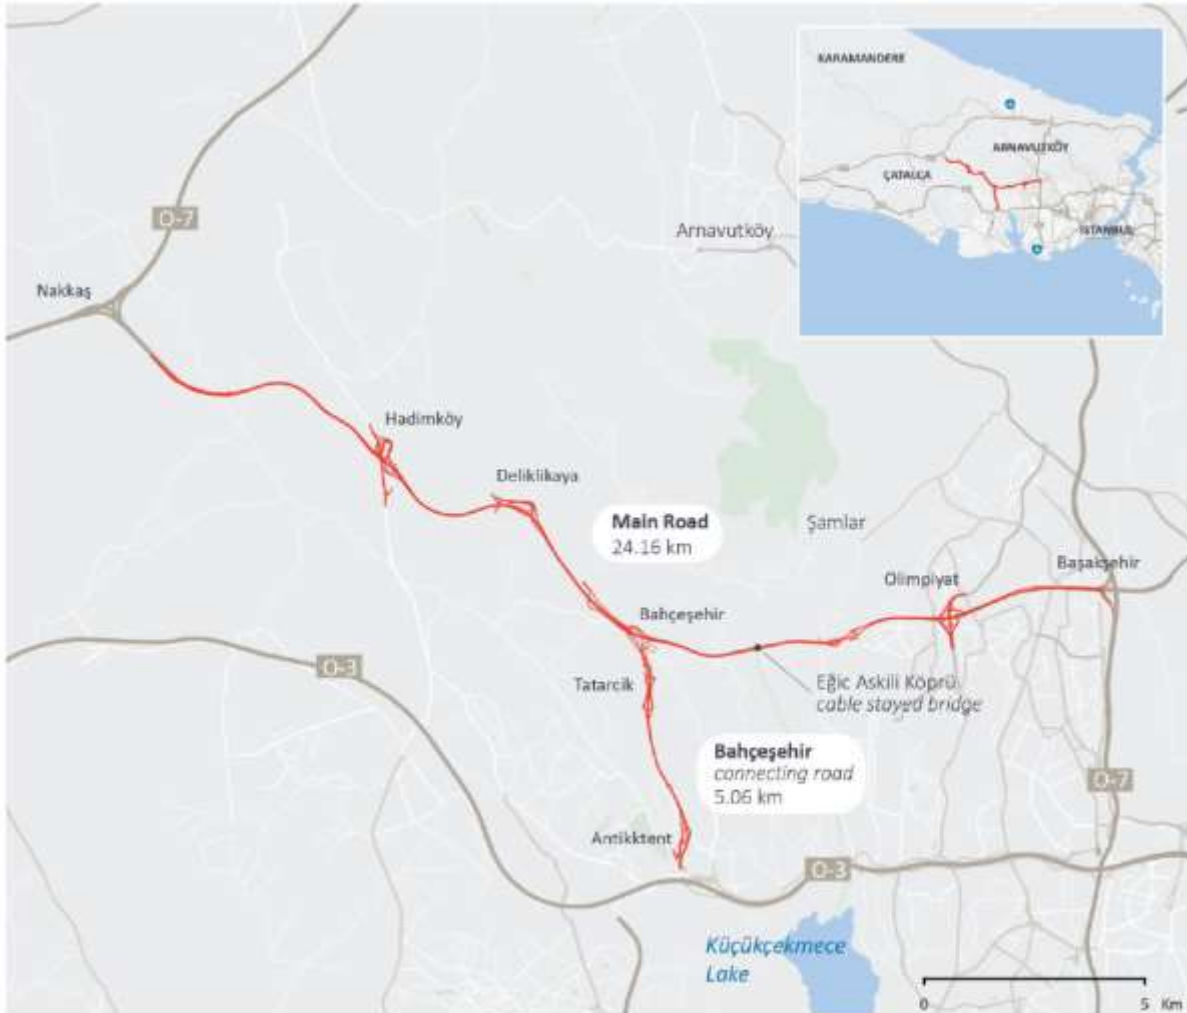 KARAMANDERE
ARNAVUTKÖY
ÇATALCA
İSTANBUL
O-7
Arnavutköy
Nakkaş
Hadimköy
Deliklikaya
Main Road
24.16 km
Şamlar
Başakşehir
Olimpiyat
Bahçeşehir
O-3
Tatarcik
Eğic Askili Köprü
cable stayed bridge
Bahçeşehir
connecting road
5.06 km
O-7
Antikktent
O-3
Küçükçekmece
Lake
0 5 Km